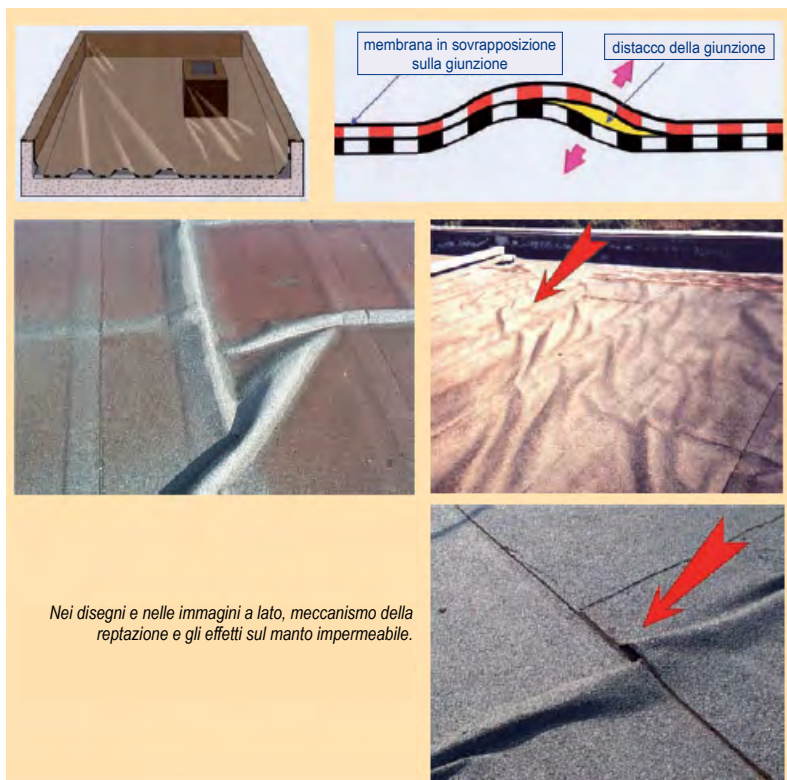 membrana in sovrapposizione
sulla giunzione
distacco della giunzione
Nei disegni e nelle immagini a lato, meccanismo della
reptazione e gli effetti sul manto impermeabile.